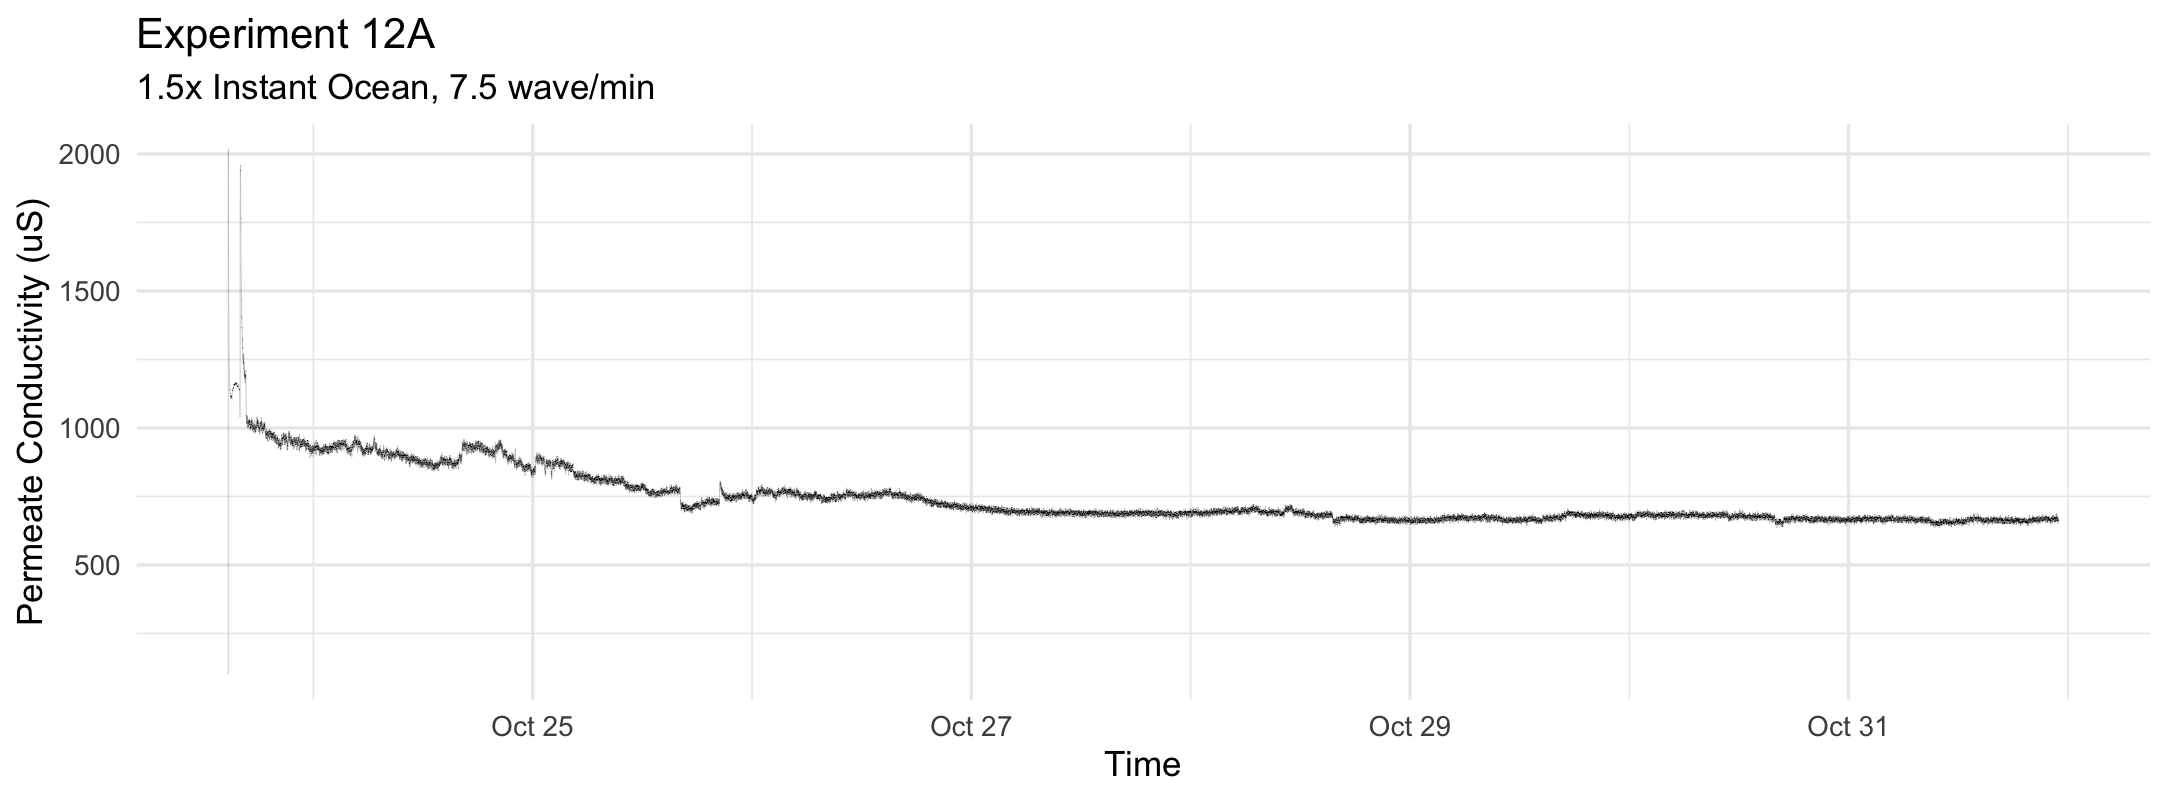 Experiment 12A
1.5x Instant Ocean, 7.5 wave/min
Permeate Conductivity (uS)
2000
1500
1000
500
Oct 25
Oct 27
Oct 29
Oct 31
Time